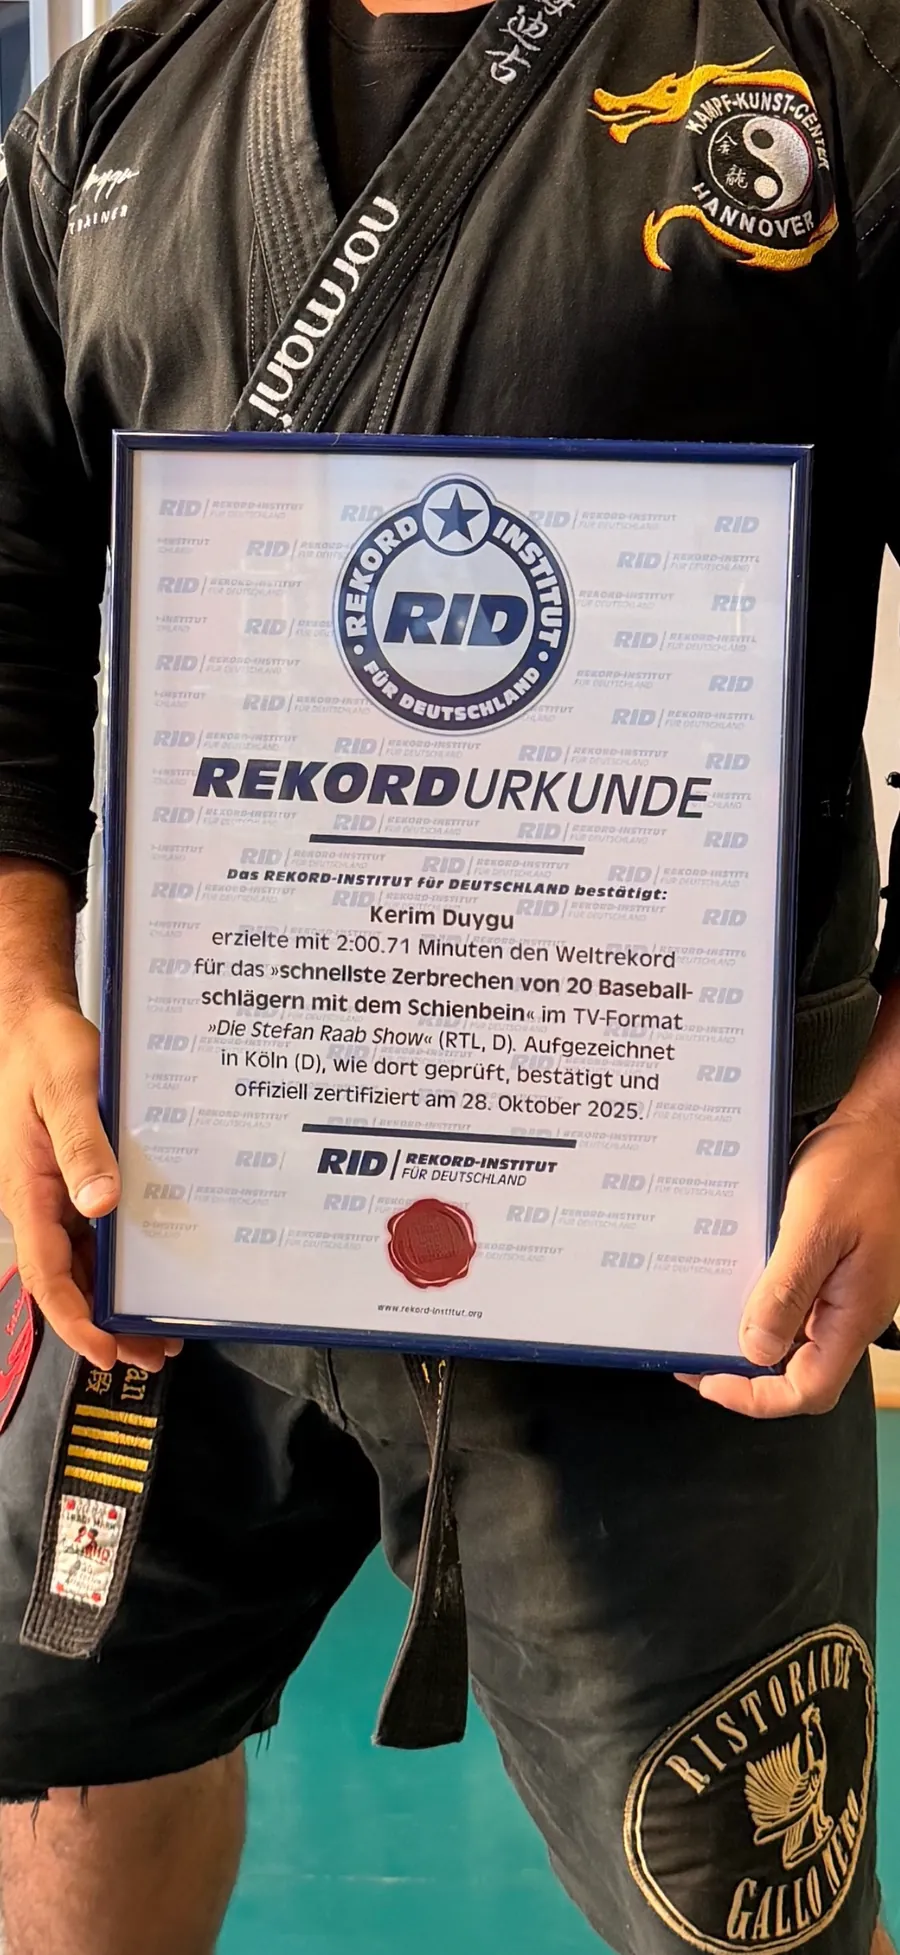 TRAINER
normani
KAMPF-KUNST-CENTER
HANNOVER
REKORD INSTITUT
RID
FÜR DEUTSCHLAND
REKORDURKUNDE
Das REKORD-INSTITUT für DEUTSCHLAND bestätigt:
Kerim Duygu
erzielte mit 2:00.71 Minuten den Weltrekord
für das »schnellste Zerbrechen von 20 Baseball-
schlägern mit dem Schienbein« im TV-Format
»Die Stefan Raab Show« (RTL, D). Aufgezeichnet
in Köln (D), wie dort geprüft, bestätigt und
offiziell zertifiziert am 28. Oktober 2025.
RID | REKORD-INSTITUT
FÜR DEUTSCHLAND
www.rekord-institut.org
RISTORANTE
GALLO NERO